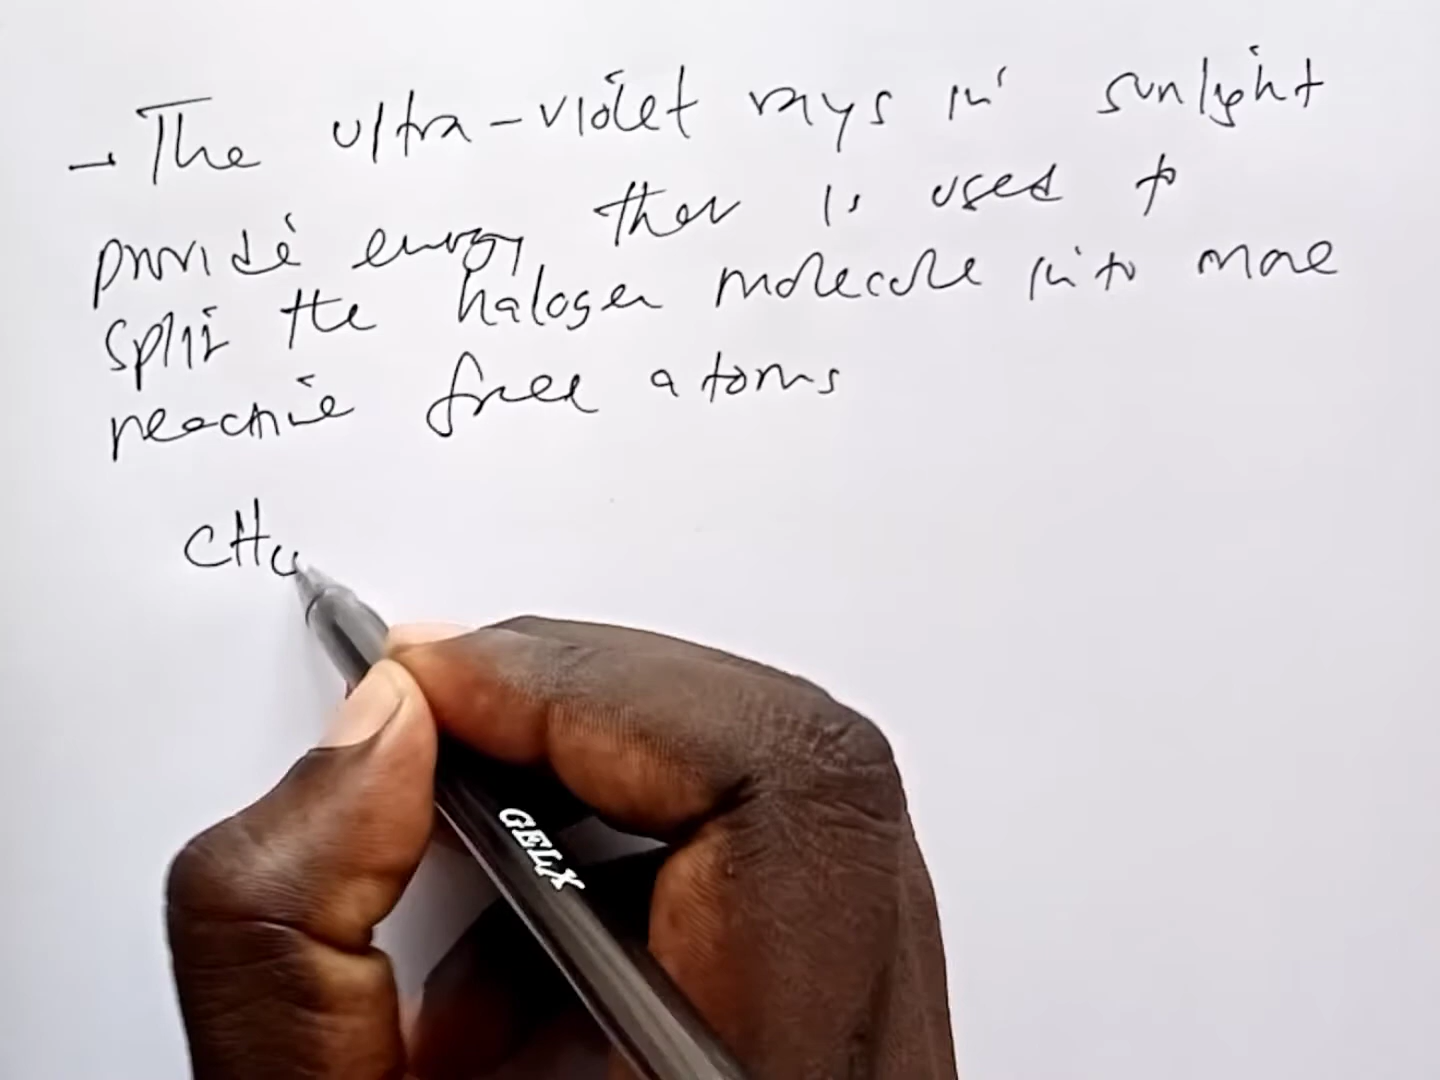 - The ultra-violet rays in sunlight
provide energy that is used to
split the halogen molecule into more
reactive free atoms
CH4
GELX